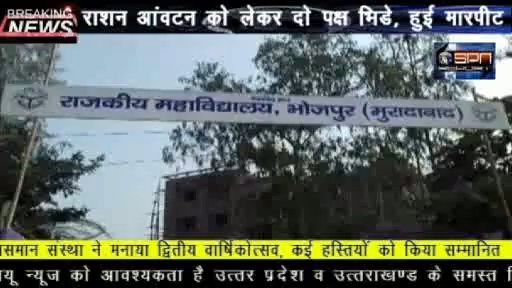 BREAKING NEWS
राशन आंवटन को लेकर दो पक्ष भिडे, हुई मारपीट
SPN
राजकीय महाविद्यालय, भोजपुर (मुरादाबाद)
समान संस्था ने मनाया द्वितीय वार्षिकोत्सव, कई हस्तियों को किया सम्मानित
न्यूज को आवश्यकता है उत्तर प्रदेश व उत्तराखण्ड के समस्त